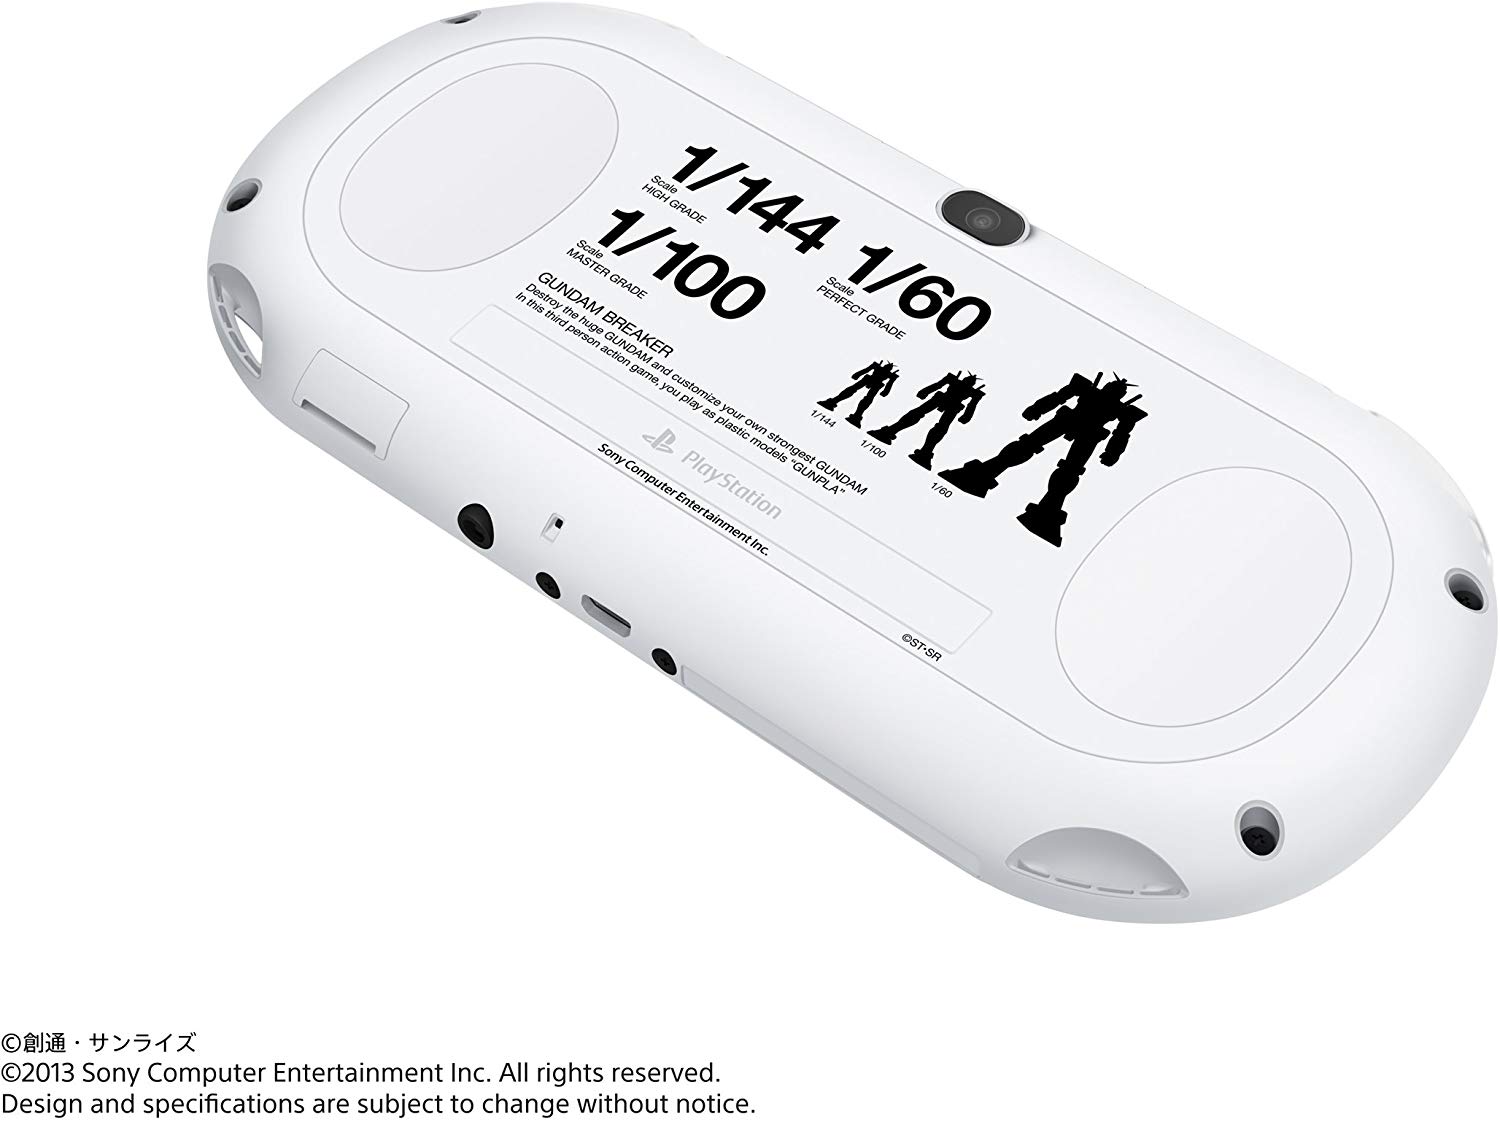 1/144
Scale
HIGH GRADE
1/100
Scale
MASTER GRADE
1/60
Scale
PERFECT GRADE
GUNDAM BREAKER
Destroy the huge GUNDAM and customize your own strongest GUNDAM
In this third person action game, you play as plastic models "GUNPLA"
1/144
1/100
1/60
PlayStation
Sony Computer Entertainment Inc.
©ST·SR
©創通・サンライズ
©2013 Sony Computer Entertainment Inc. All rights reserved.
Design and specifications are subject to change without notice.